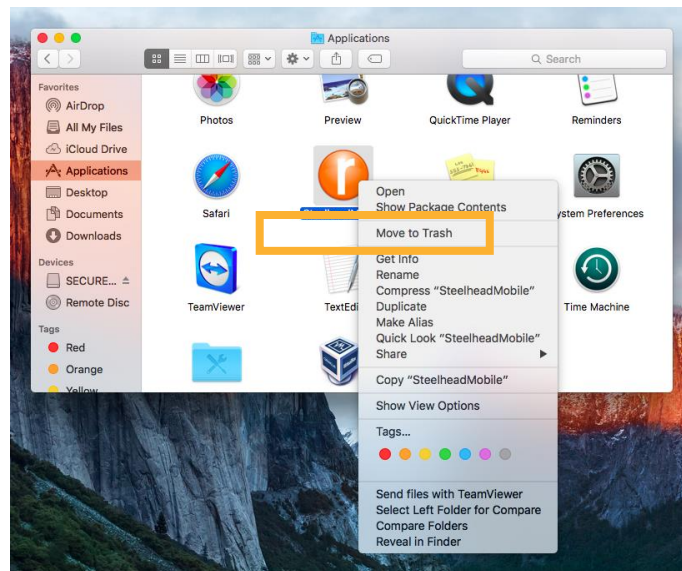 Applications
Search
Favorites
AirDrop
All My Files
iCloud Drive
Applications
Desktop
Documents
Downloads
Devices
SECURE...
Remote Disc
Tags
Red
Orange
Yellow
Photos
Preview
QuickTime Player
Reminders
Safari
stem Preferences
TeamViewer
TextEdi
Time Machine
Open
Show Package Contents
Move to Trash
Get Info
Rename
Compress “SteelheadMobile”
Duplicate
Make Alias
Quick Look “SteelheadMobile”
Share
Copy “SteelheadMobile”
Show View Options
Tags...
Send files with TeamViewer
Select Left Folder for Compare
Compare Folders
Reveal in Finder